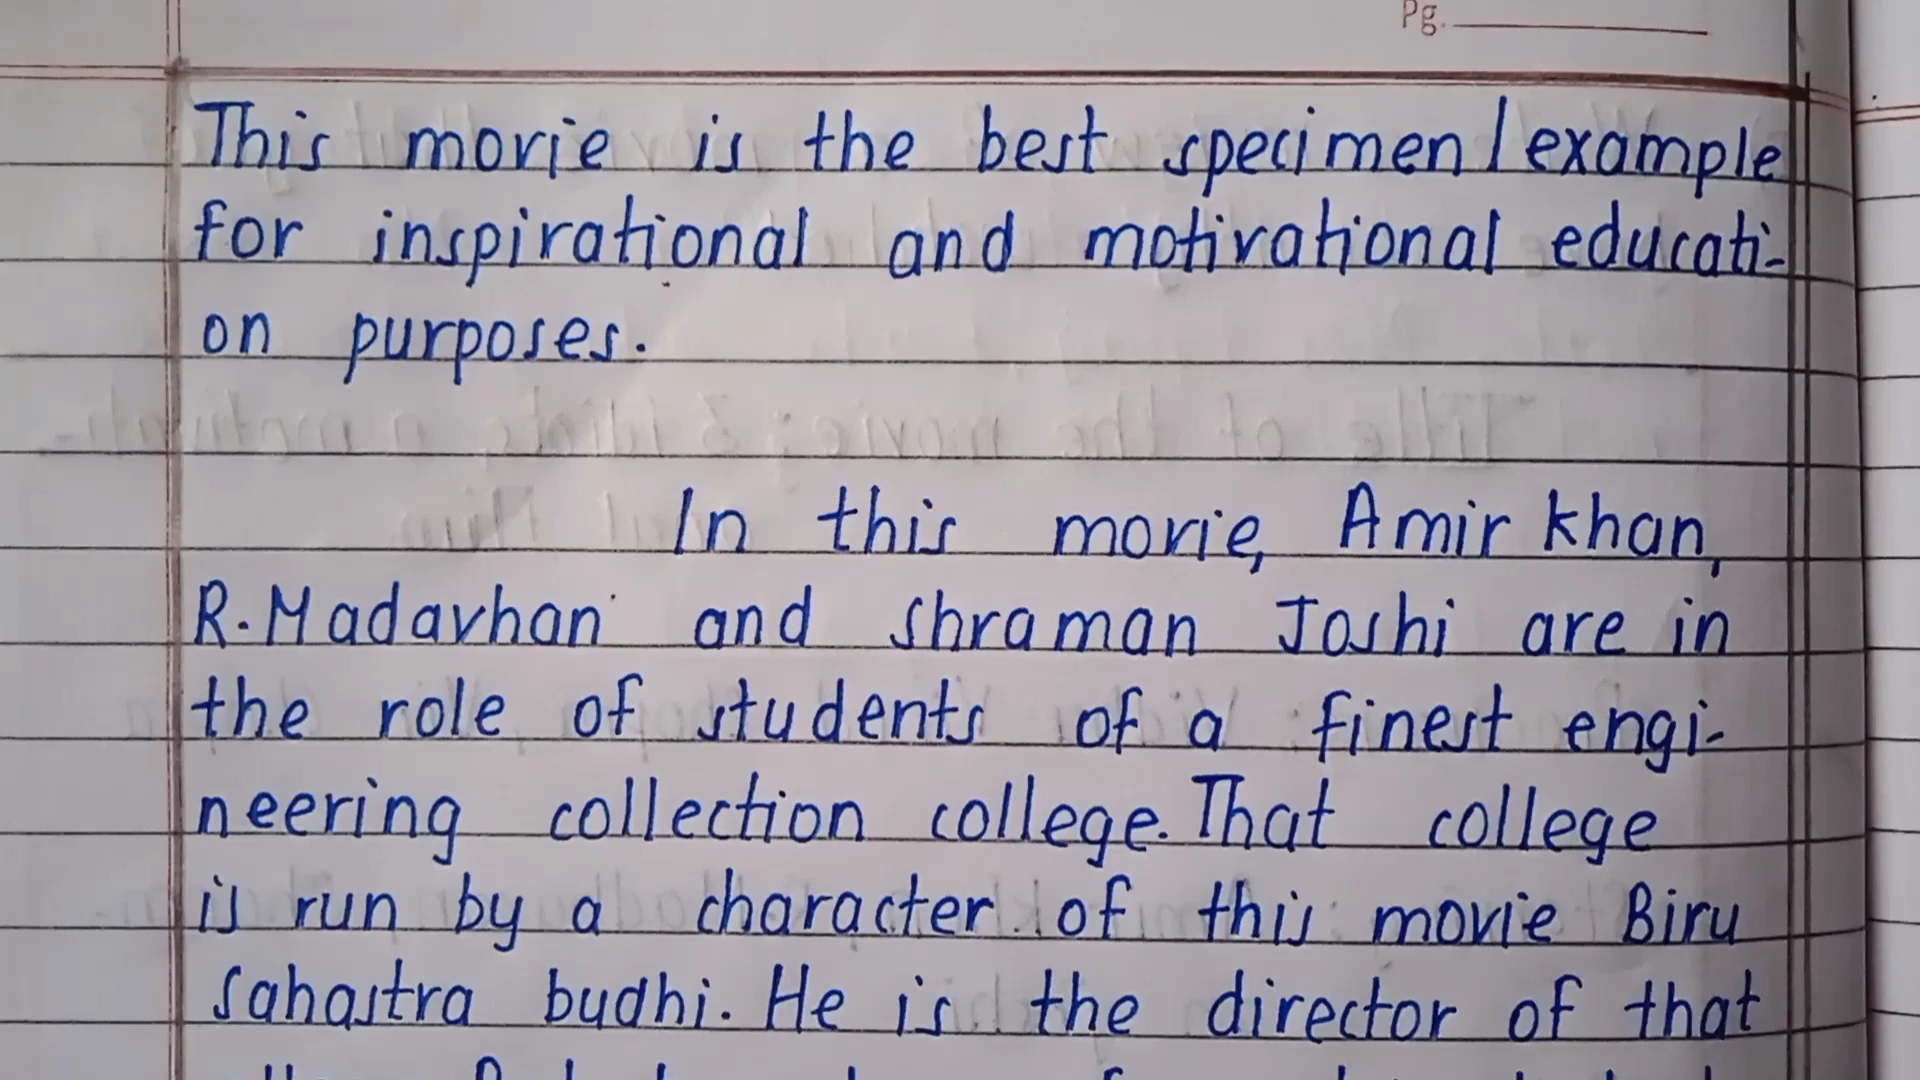 Pg.
This movie is the best specimen/example
for inspirational and motivational educati-
on purposes.
In this movie, Amir khan,
R.Madavhan and Shraman Joshi are in
the role of students of a finest engi-
neering collection college. That college
is run by a character of this movie Biru
Sahastra budhi. He is the director of that